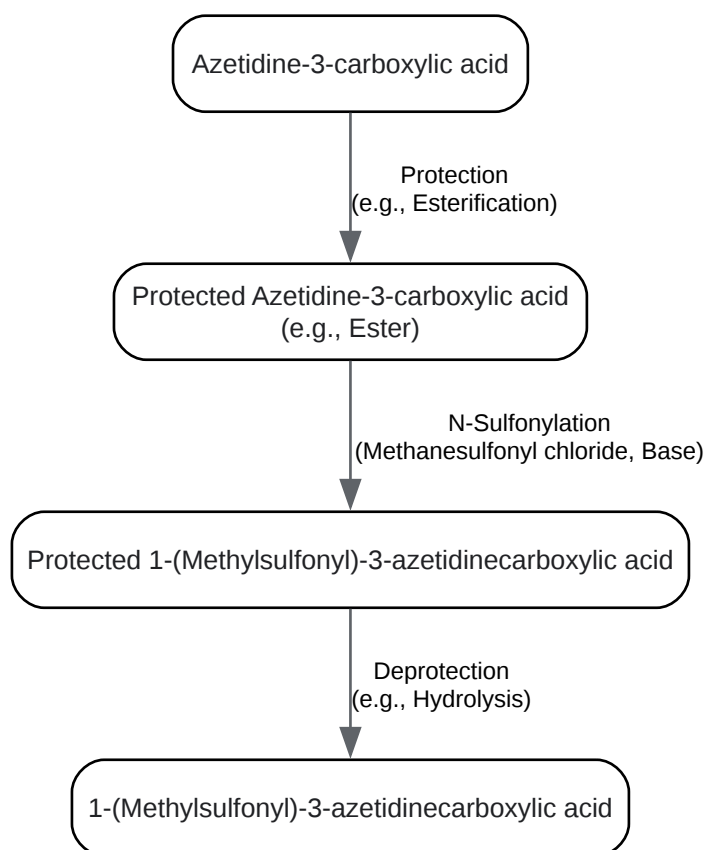 Azetidine-3-carboxylic acid
Protection
(e.g., Esterification)
Protected Azetidine-3-carboxylic acid
(e.g., Ester)
N-Sulfonylation
(Methanesulfonyl chloride, Base)
Protected 1-(Methylsulfonyl)-3-azetidinecarboxylic acid
Deprotection
(e.g., Hydrolysis)
1-(Methylsulfonyl)-3-azetidinecarboxylic acid